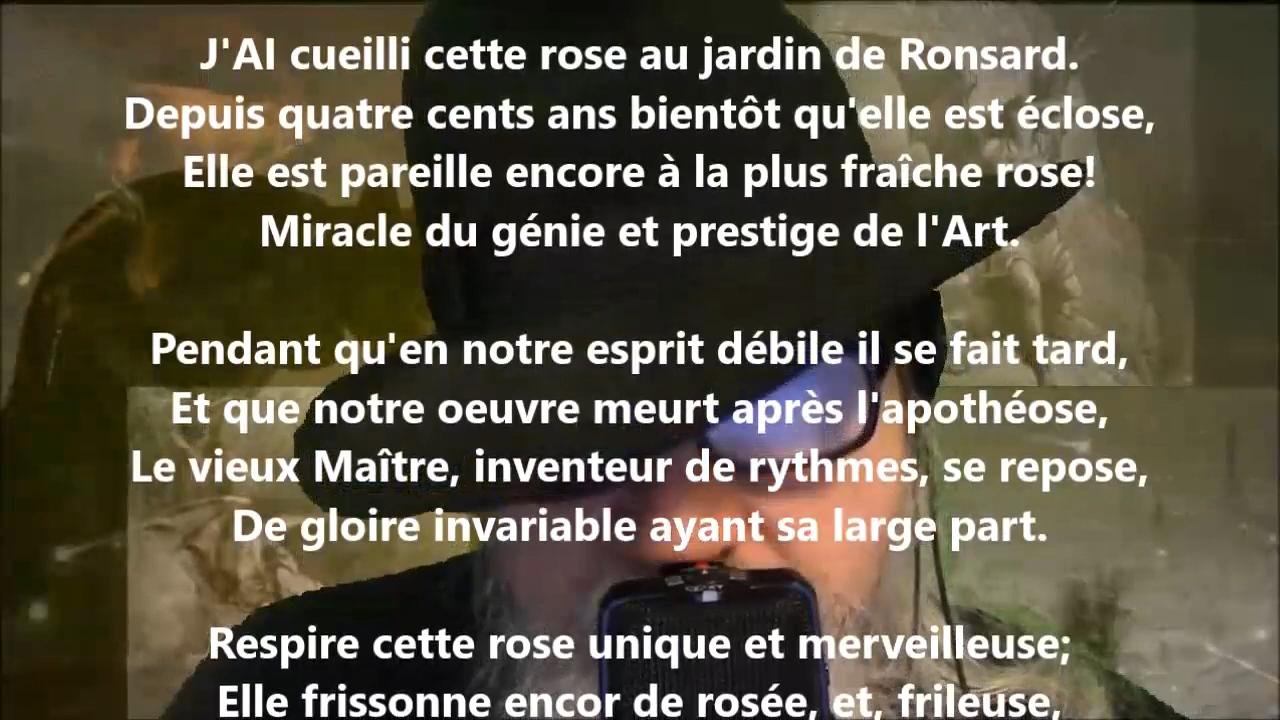 J'AI cueilli cette rose au jardin de Ronsard.
Depuis quatre cents ans bientôt qu'elle est éclose,
Elle est pareille encore à la plus fraîche rose!
Miracle du génie et prestige de l'Art.
Pendant qu'en notre esprit débile il se fait tard,
Et que notre oeuvre meurt après l'apothéose,
Le vieux Maître, inventeur de rythmes, se repose,
De gloire invariable ayant sa large part.
Respire cette rose unique et merveilleuse;
Elle frissonne encor de rosée, et, frileuse,